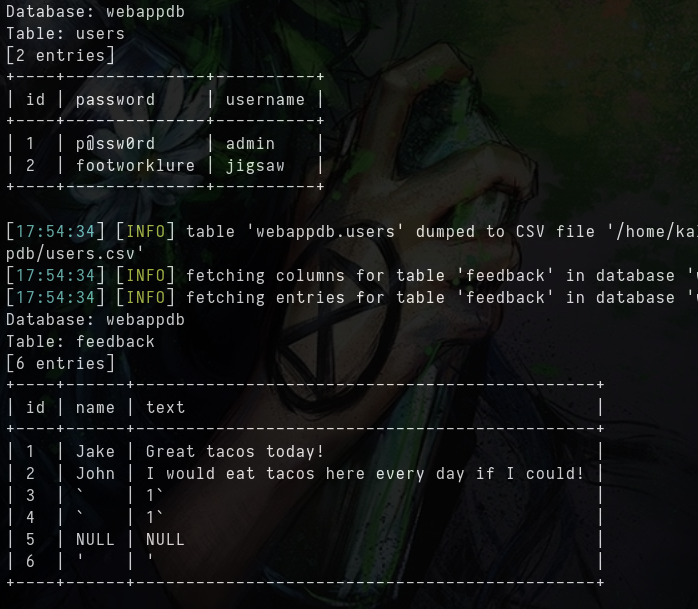 Database: webappdb
Table: users
[2 entries]
+----+--------------+----------+
| id | password     | username |
+----+--------------+----------+
| 1  | p@ssw0rd     | admin    |
| 2  | footworklure | jigsaw   |
+----+--------------+----------+
[17:54:34] [INFO] table 'webappdb.users' dumped to CSV file '/home/ka
pdb/users.csv'
[17:54:34] [INFO] fetching columns for table 'feedback' in database '
[17:54:34] [INFO] fetching entries for table 'feedback' in database '
Database: webappdb
Table: feedback
[6 entries]
+----+------+----------------------------------------------+
| id | name | text                                         |
+----+------+----------------------------------------------+
| 1  | Jake | Great tacos today!                           |
| 2  | John | I would eat tacos here every day if I could! |
| 3  | `    | 1`                                           |
| 4  | `    | 1`                                           |
| 5  | NULL | NULL                                         |
| 6  | '    | '                                            |
+----+------+----------------------------------------------+